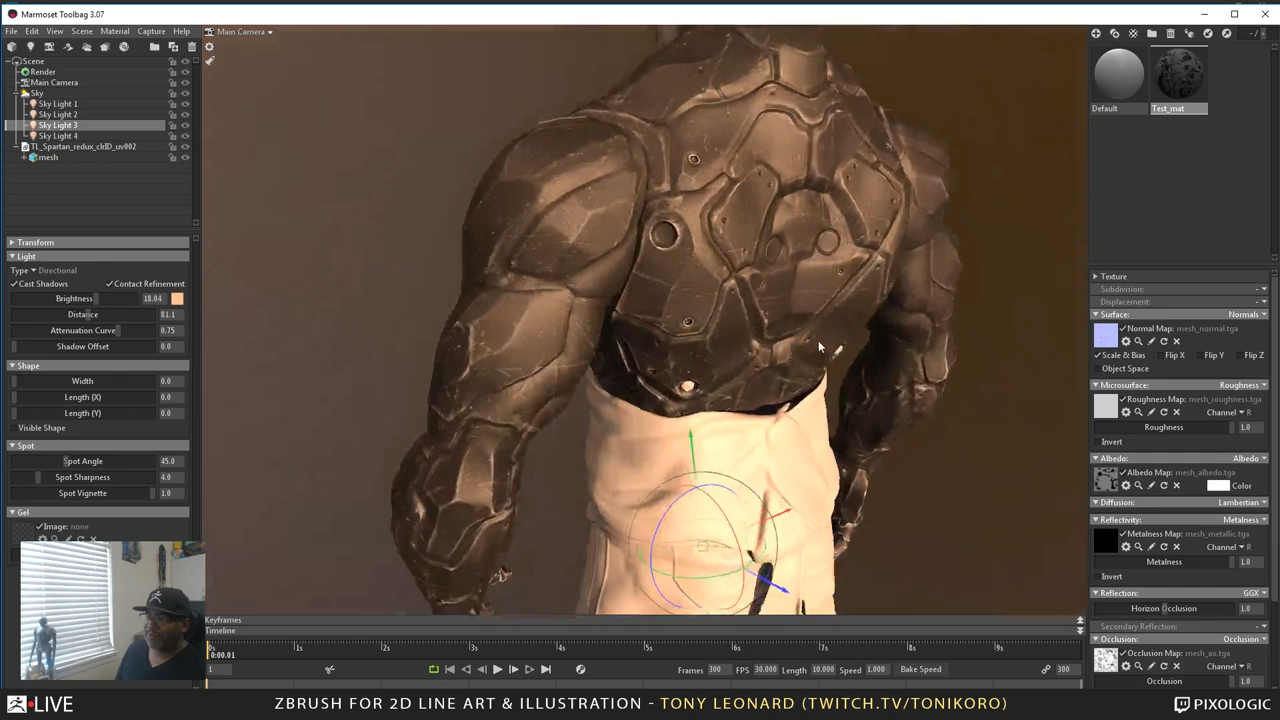 Marmoset Toolbag 3.07
File Edit View Scene Material Capture Help
Main Camera
Scene
Render
Main Camera
Sky
Sky Light 1
Sky Light 2
Sky Light 3
Sky Light 4
TL_Spartan_redux_cldID_uv002
mesh
Transform
Light
Type Directional
Cast Shadows Contact Refinement
Brightness 18.04
Distance 81.1
Attenuation Curve 0.75
Shadow Offset 0.0
Shape
Width 0.0
Length (X) 0.0
Length (Y) 0.0
Visible Shape
Spot
Spot Angle 45.0
Spot Sharpness 4.0
Spot Vignette 1.0
Gel
Image: none
Keyframes
Timeline
0s 1s 2s 3s 4s 5s 6s 7s 8s 9s
0:00.01
1 Frames 300 FPS 30.000 Length 10.000 Speed 1.000 Bake Speed 300
Default Test_mat
Texture
Subdivision:
Displacement:
Surface: Normals
Normal Map: mesh_normal.tga
Scale & Bias Flip X Flip Y Flip Z
Object Space
Microsurface: Roughness
Roughness Map: mesh_roughness.tga
Channel R
Roughness 1.0
Invert
Albedo: Albedo
Albedo Map: mesh_albedo.tga
Color
Diffusion: Lambertian
Reflectivity: Metalness
Metalness Map: mesh_metallic.tga
Channel R
Metalness 1.0
Invert
Reflection: GGX
Horizon Occlusion 1.0
Secondary Reflection:
Occlusion: Occlusion
Occlusion Map: mesh_ao.tga
Channel R
Occlusion 1.0
LIVE ZBRUSH FOR 2D LINE ART & ILLUSTRATION - TONY LEONARD (TWITCH.TV/TONIKORO) PIXOLOGIC